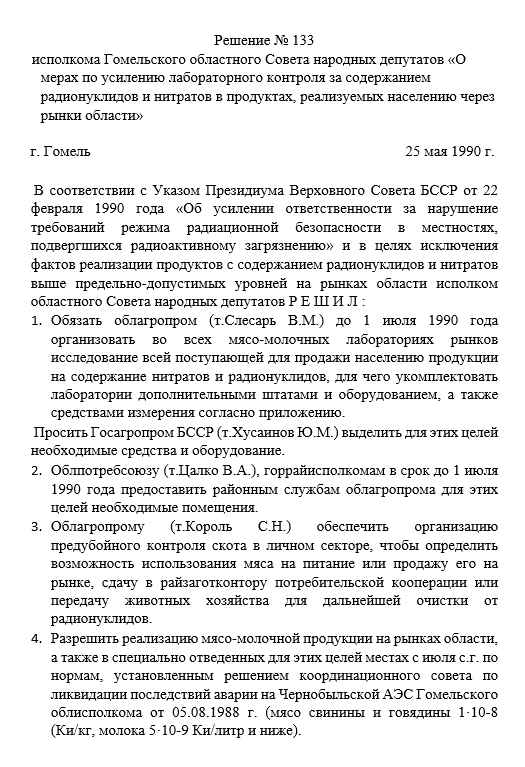 Решение № 133
исполкома Гомельского областного Совета народных депутатов «О
мерах по усилению лабораторного контроля за содержанием
радионуклидов и нитратов в продуктах, реализуемых населению через
рынки области»
г. Гомель 25 мая 1990 г.
В соответствии с Указом Президиума Верховного Совета БССР от 22
февраля 1990 года «Об усилении ответственности за нарушение
требований режима радиационной безопасности в местностях,
подвергшихся радиоактивному загрязнению» и в целях исключения
фактов реализации продуктов с содержанием радионуклидов и нитратов
выше предельно-допустимых уровней на рынках области исполком
областного Совета народных депутатов Р Е Ш И Л :
1. Обязать облагропром (т.Слесарь В.М.) до 1 июля 1990 года
организовать во всех мясо-молочных лабораториях рынков
исследование всей поступающей для продажи населению продукции
на содержание нитратов и радионуклидов, для чего укомплектовать
лаборатории дополнительными штатами и оборудованием, а также
средствами измерения согласно приложению.
Просить Госагропром БССР (т.Хусаинов Ю.М.) выделить для этих целей
необходимые средства и оборудование.
2. Облпотребсоюзу (т.Цалко В.А.), горрайисполкомам в срок до 1 июля
1990 года предоставить районным службам облагропрома для этих
целей необходимые помещения.
3. Облагропрому (т.Король С.Н.) обеспечить организацию
предубойного контроля скота в личном секторе, чтобы определить
возможность использования мяса на питание или продажу его на
рынке, сдачу в райзаготконтору потребительской кооперации или
передачу животных хозяйства для дальнейшей очистки от
радионуклидов.
4. Разрешить реализацию мясо-молочной продукции на рынках области,
а также в специально отведенных для этих целей местах с июля с.г. по
нормам, установленным решением координационного совета по
ликвидации последствий аварии на Чернобыльской АЭС Гомельского
облисполкома от 05.08.1988 г. (мясо свинины и говядины 1·10-8
(Ки/кг, молока 5·10-9 Ки/литр и ниже).